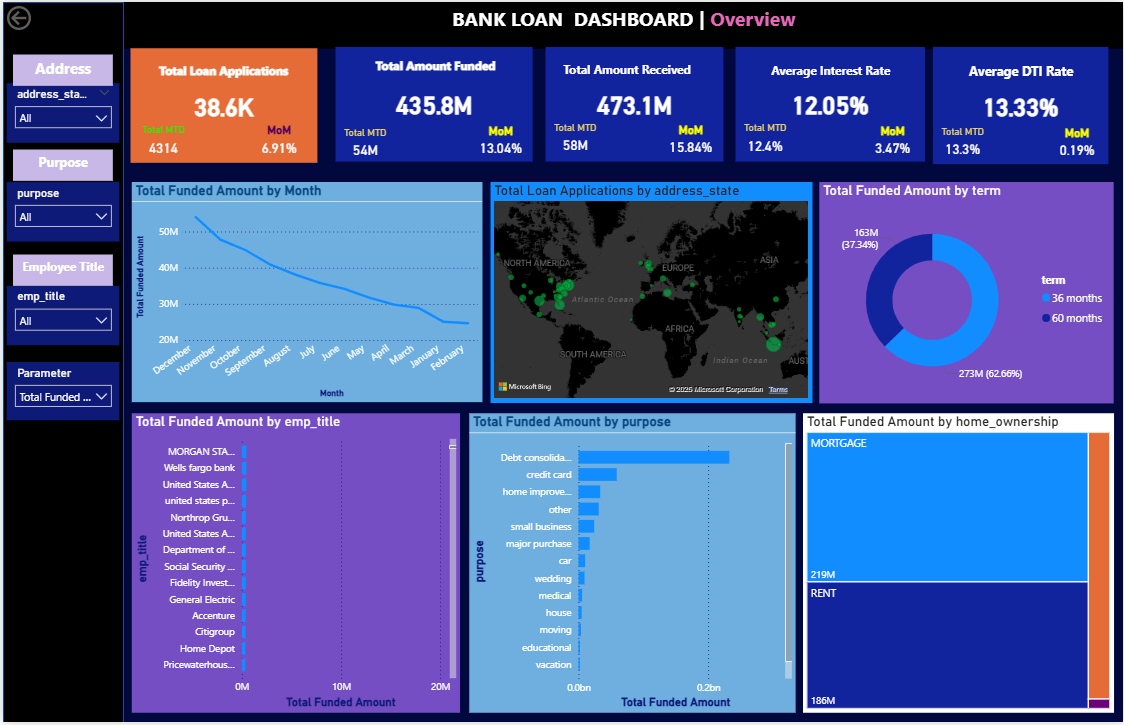 BANK LOAN DASHBOARD | Overview
Address
address_sta...
All
Purpose
purpose
All
Employee Title
emp_title
All
Parameter
Total Funded ...
Total Loan Applications
38.6K
Total MTD
MoM
4314
6.91%
Total Amount Funded
435.8M
Total MTD
MoM
54M
13.04%
Total Amount Received
473.1M
Total MTD
MoM
58M
15.84%
Average Interest Rate
12.05%
Total MTD
MoM
12.4%
3.47%
Average DTI Rate
13.33%
Total MTD
MoM
13.3%
0.19%
Total Funded Amount by Month
Total Funded Amount
50M
40M
30M
20M
December
November
October
September
August
July
June
May
April
March
January
February
Month
Total Loan Applications by address_state
NORTH AMERICA
EUROPE
ASIA
Atlantic Ocean
AFRICA
SOUTH AMERICA
Indian Ocean
AUST
Microsoft Bing
© 2025 Microsoft Corporation Terms
Total Funded Amount by term
163M
(37.34%)
273M (62.66%)
term
36 months
60 months
Total Funded Amount by emp_title
emp_title
MORGAN STA...
Wells fargo bank
United States A...
united states p...
Northrop Gru...
United States A...
Department of ...
Social Security ...
Fidelity Invest...
General Electric
Accenture
Citigroup
Home Depot
Pricewaterhous...
0M
10M
20M
Total Funded Amount
Total Funded Amount by purpose
purpose
Debt consolida...
credit card
home improve...
other
small business
major purchase
car
wedding
medical
house
moving
educational
vacation
0.0bn
0.2bn
Total Funded Amount
Total Funded Amount by home_ownership
MORTGAGE
219M
RENT
186M